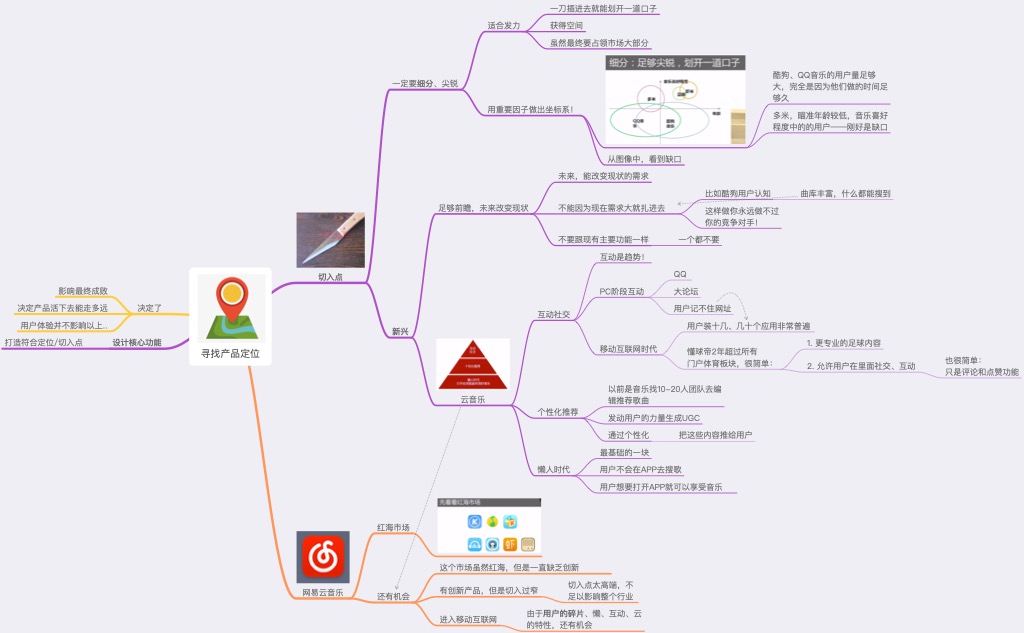 寻找产品定位
决定了
影响最终成败
决定产品活下去能走多远
用户体验并不影响以上...
设计核心功能
打造符合定位/切入点
切入点
一定要细分、尖锐
适合发力
一刀插进去就能划开一道口子
获得空间
虽然最终要占领市场大部分
用重要因子做出坐标系!
细分:足够尖锐,划开一道口子
多米
QQ音
乐
酷狗
酷狗、QQ音乐的用户量足够
大,完全是因为他们做的时间足
够久
多米,瞄准年龄较低,音乐喜好
程度中的的用户——刚好是缺口
从图像中,看到缺口
新兴
足够前瞻,未来改变现状
未来,能改变现状的需求
不能因为现在需求大就扎进去
比如酷狗用户认知
曲库丰富,什么都能搜到
这样做你永远做不过
你的竞争对手!
不要跟现有主要功能一样
一个都不要
云音乐
互动社交
互动是趋势!
PC阶段互动
QQ
大论坛
用户记不住网址
移动互联网时代
用户装十几、几十个应用非常普遍
懂球帝2年超过所有
门户体育板块,很简单:
1. 更专业的足球内容
2. 允许用户在里面社交、互动
也很简单:
只是评论和点赞功能
个性化推荐
以前是音乐找10-20人团队去编
辑推荐歌曲
发动用户的力量生成UGC
通过个性化
把这些内容推给用户
懒人时代
最基础的一块
用户不会在APP去搜歌
用户想要打开APP就可以享受音乐
网易云音乐
红海市场
先看看红海市场
虾
还有机会
这个市场虽然红海,但是一直缺乏创新
有创新产品,但是切入过窄
切入点太高端,不
足以影响整个行业
进入移动互联网
由于用户的碎片、懒、互动、云
的特性,还有机会